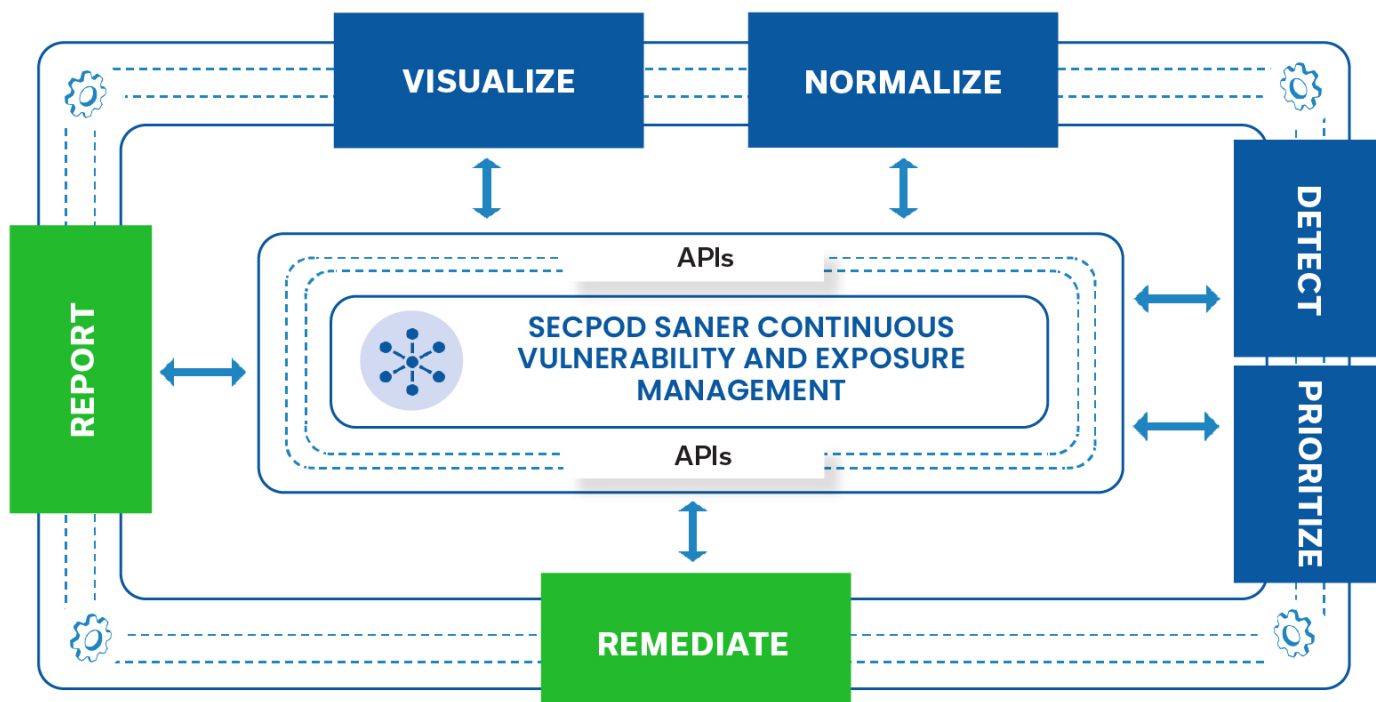 VISUALIZE
NORMALIZE
DETECT
PRIORITIZE
REPORT
APIs
SECPOD SANER CONTINUOUS
VULNERABILITY AND EXPOSURE
MANAGEMENT
APIs
REMEDIATE